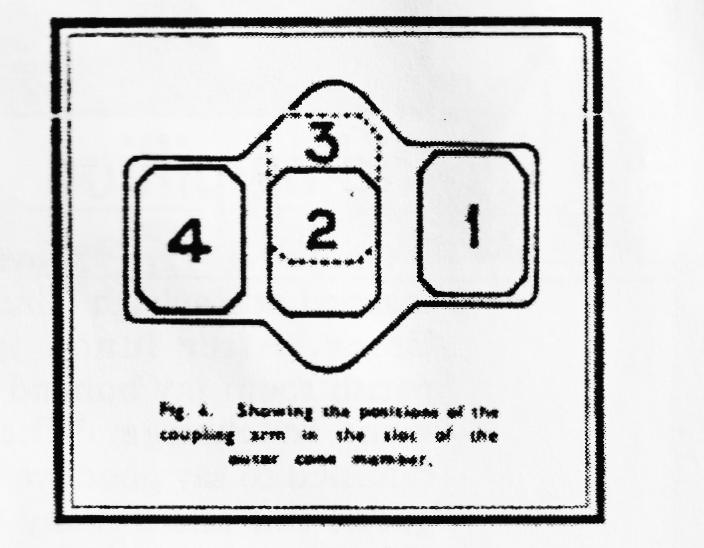 3
4 2 1
Fig. 4. Showing the positions of the
coupling arm in the slot of the
outer cone member.